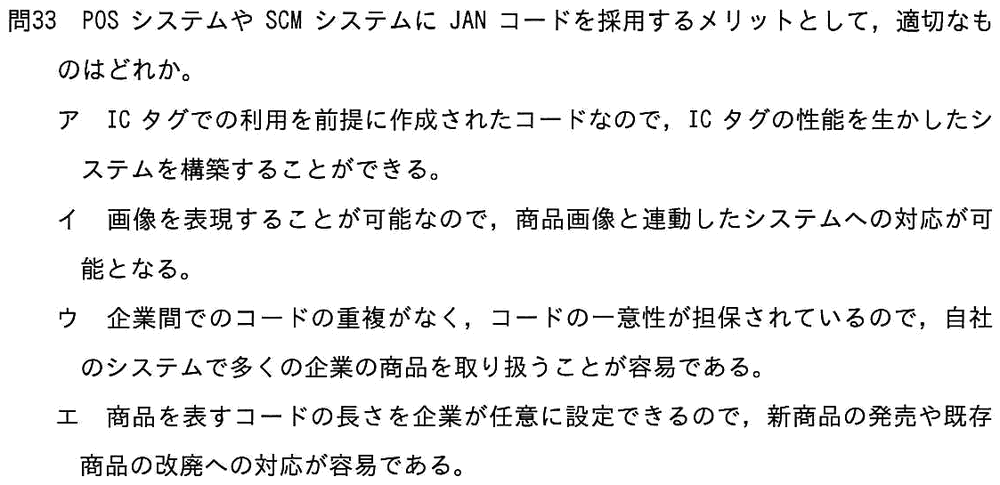 問33 POS システムや SCM システムに JAN コードを採用するメリットとして，適切なも
のはどれか。
ア IC タグでの利用を前提に作成されたコードなので，IC タグの性能を生かしたシ
ステムを構築することができる。
イ 画像を表現することが可能なので，商品画像と連動したシステムへの対応が可
能となる。
ウ 企業間でのコードの重複がなく，コードの一意性が担保されているので，自社
のシステムで多くの企業の商品を取り扱うことが容易である。
エ 商品を表すコードの長さを企業が任意に設定できるので，新商品の発売や既存
商品の改廃への対応が容易である。